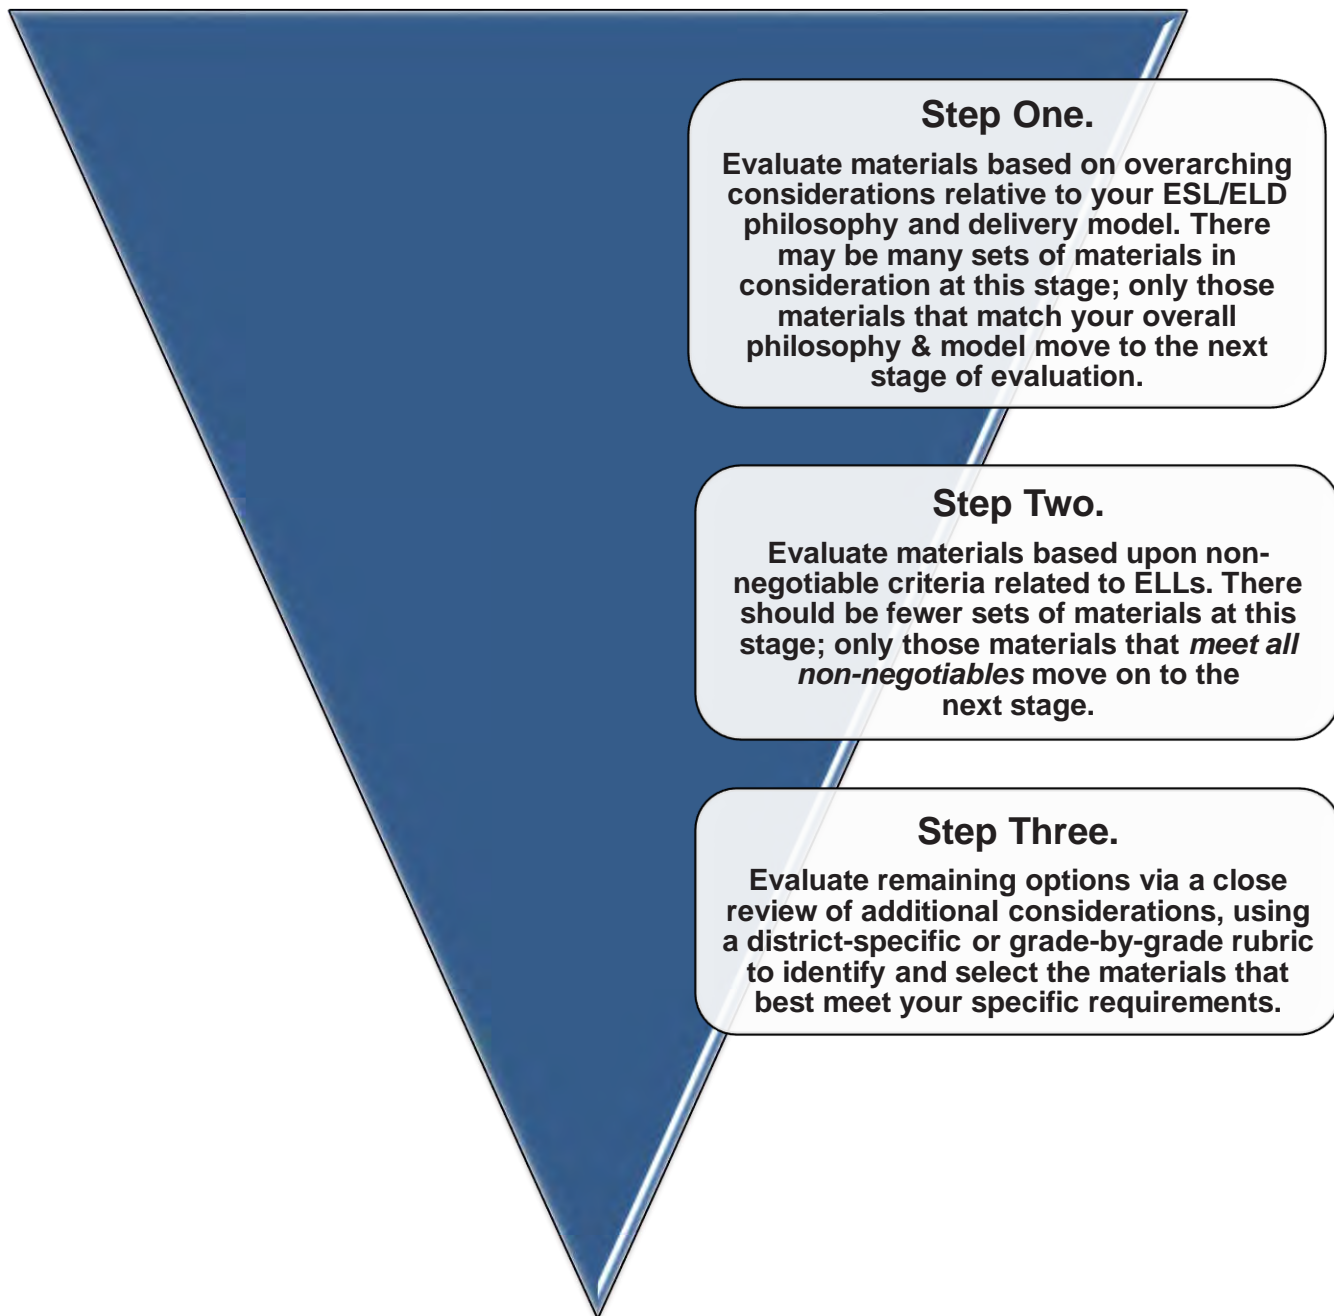 Step One.
Evaluate materials based on overarching
considerations relative to your ESL/ELD
philosophy and delivery model. There
may be many sets of materials in
consideration at this stage; only those
materials that match your overall
philosophy & model move to the next
stage of evaluation.
Step Two.
Evaluate materials based upon non-
negotiable criteria related to ELLs. There
should be fewer sets of materials at this
stage; only those materials that meet all
non-negotiables move on to the
next stage.
Step Three.
Evaluate remaining options via a close
review of additional considerations, using
a district-specific or grade-by-grade rubric
to identify and select the materials that
best meet your specific requirements.